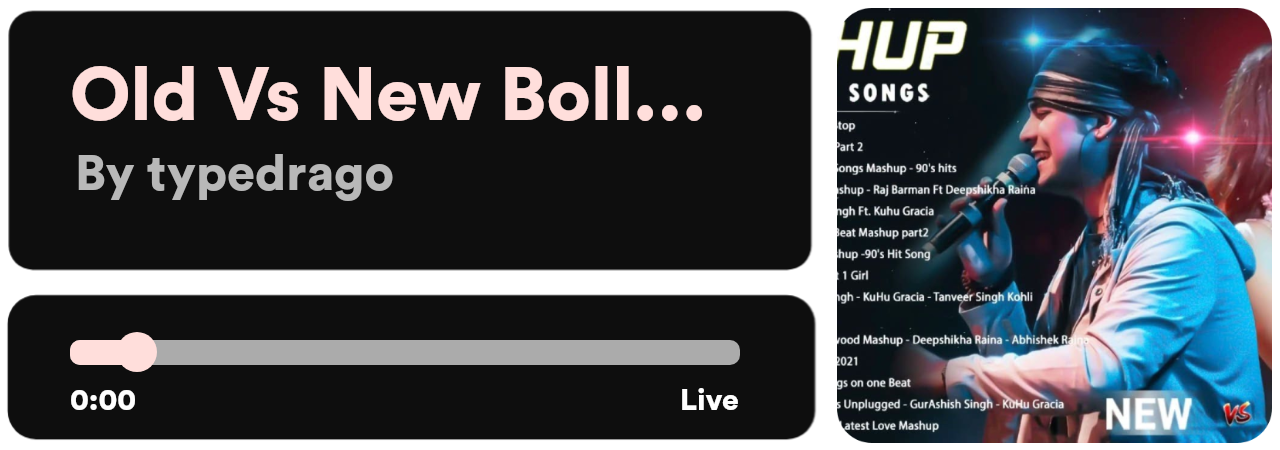 Old Vs New Boll...
By typedrago
0:00
Live
HUP
SONGS
top
Part 2
Songs Mashup - 90's hits
ashup - Raj Barman Ft Deepshikha Raina
ngh Ft. Kuhu Gracia
Beat Mashup part2
shup -90's Hit Song
t 1 Girl
ngh - KuHu Gracia - Tanveer Singh Kohli
wood Mashup - Deepshikha Raina - Abhishek Raina
2021
gs on one Beat
s Unplugged - GurAshish Singh - KuHu Gracia
Latest Love Mashup
NEW
VS